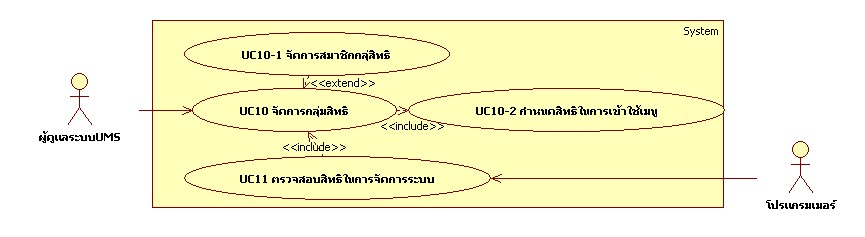 System
UC10-1 จัดการสมาชิกกลุ่สิทธิ
<<extend>>
UC10 จัดการกลุ่มสิทธิ
UC10-2 กำหนดสิทธิในการเข้าใช้เมนู
<<include>>
ผู้ดูแลระบบUMS
<<include>>
UC11 ตรวจสอบสิทธิในการจัดการระบบ
โปรแกรมเมอร์